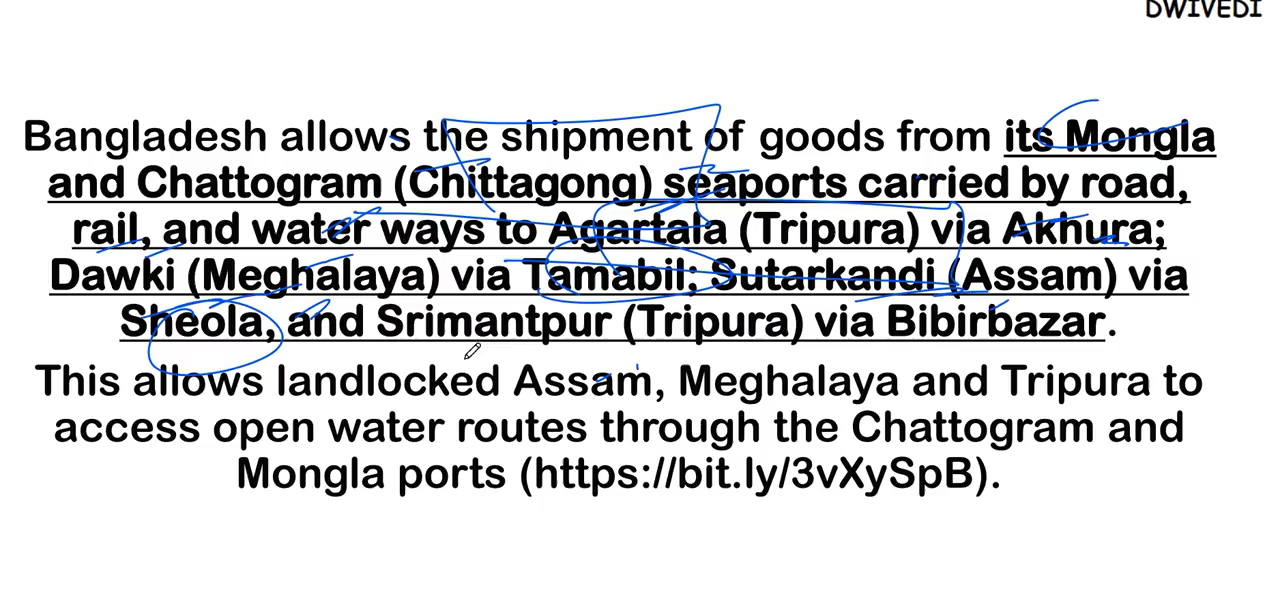 DWIVEDI
Bangladesh allows the shipment of goods from its Mongla
and Chattogram (Chittagong) seaports carried by road,
rail, and water ways to Agartala (Tripura) via Akhura;
Dawki (Meghalaya) via Tamabil; Sutarkandi (Assam) via
Sheola, and Srimantpur (Tripura) via Bibirbazar.
This allows landlocked Assam, Meghalaya and Tripura to
access open water routes through the Chattogram and
Mongla ports (https://bit.ly/3vXySpB).